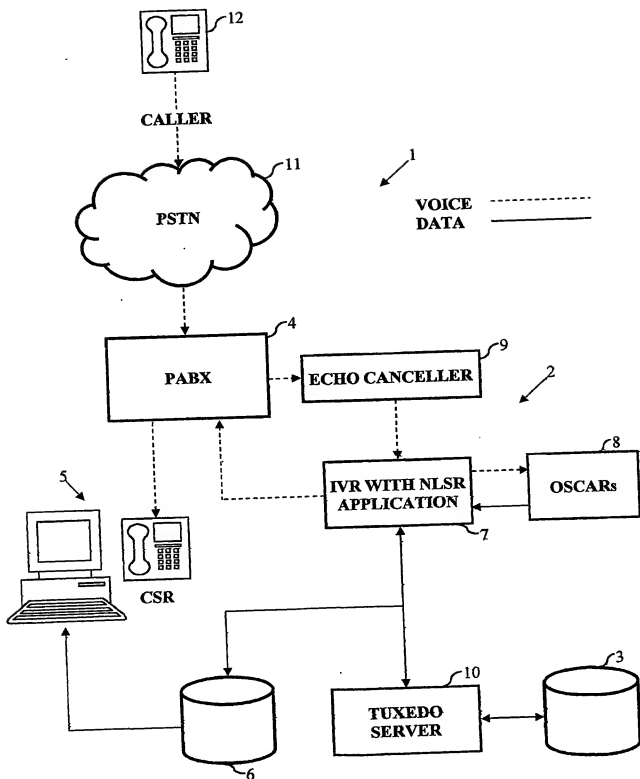 12
CALLER
11
PSTN
1
VOICE
DATA
4
PABX
9
ECHO CANCELLER
2
8
IVR WITH NLSR
APPLICATION
OSCARs
7
5
CSR
10
3
TUXEDO
SERVER
6